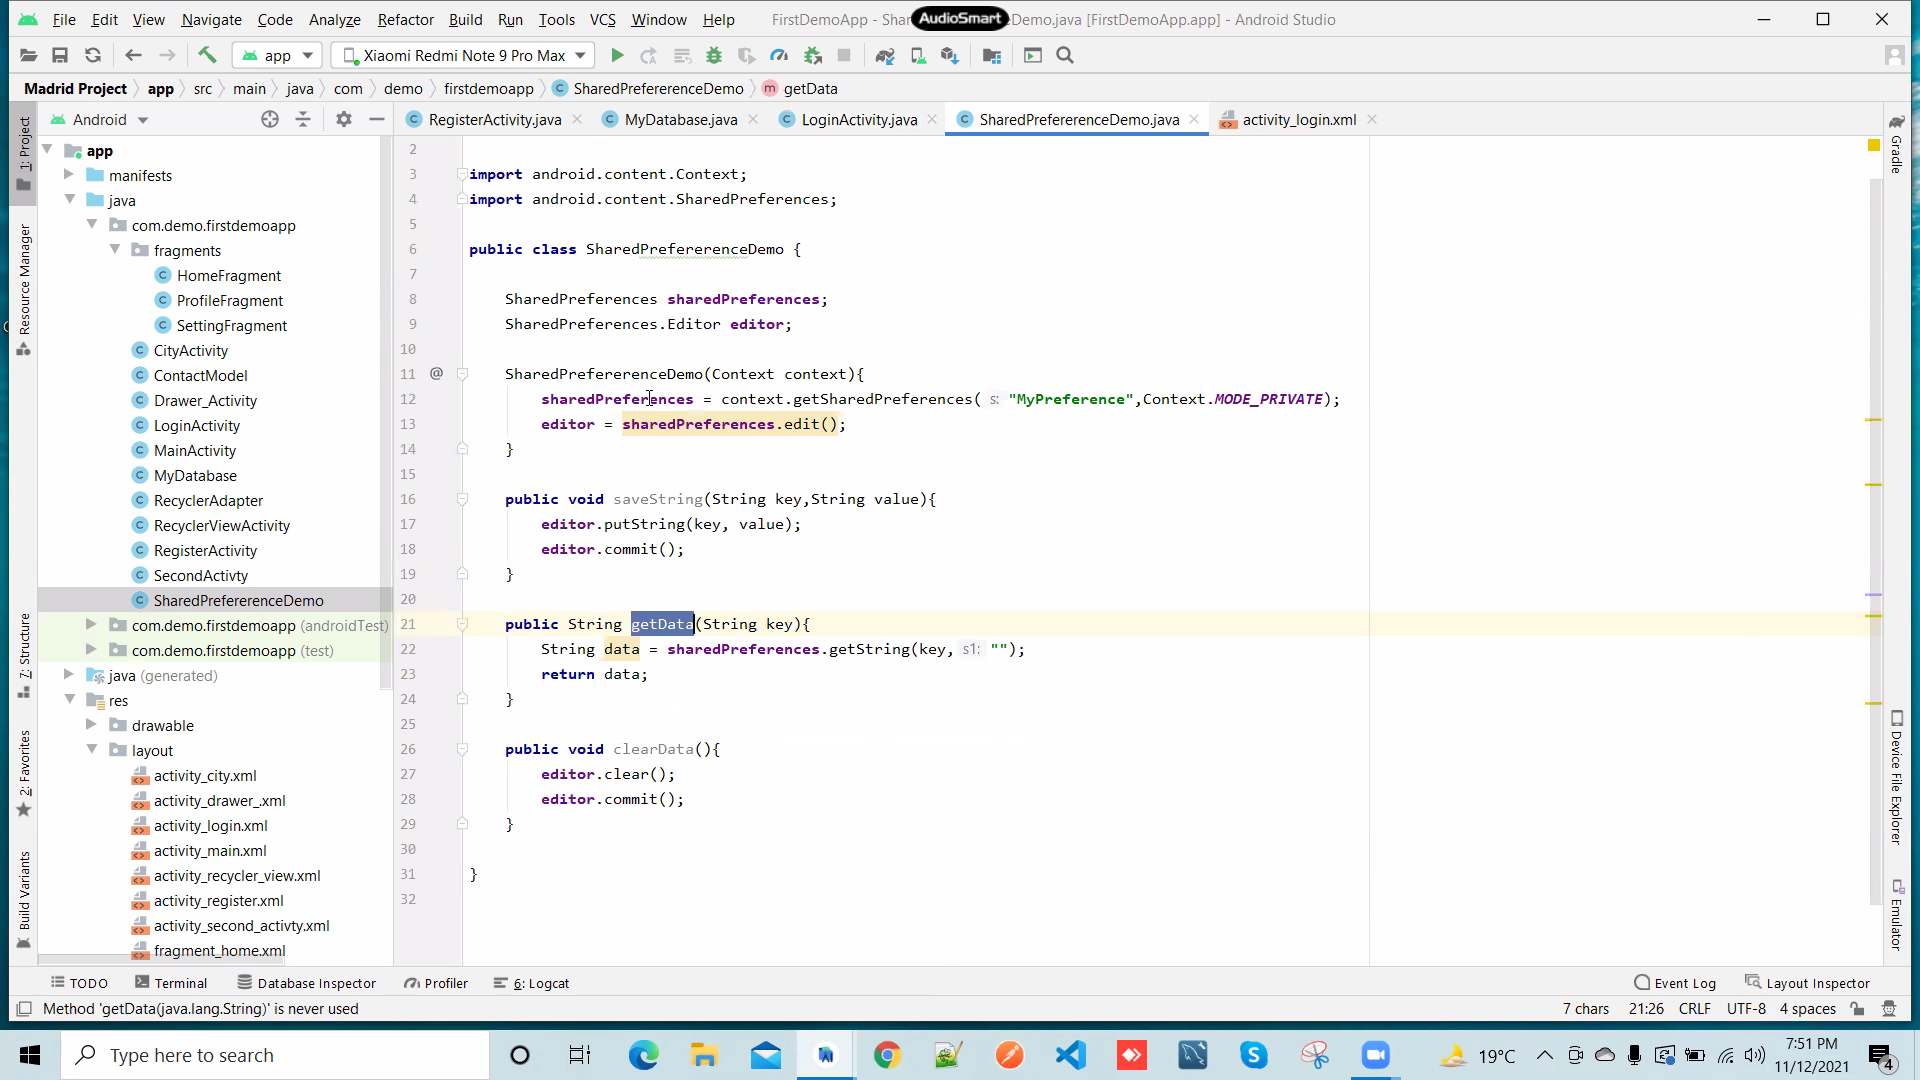 File Edit View Navigate Code Analyze Refactor Build Run Tools VCS Window Help FirstDemoApp - Shar AudioSmart eDemo.java [FirstDemoApp.app] - Android Studio
app Xiaomi Redmi Note 9 Pro Max
Madrid Project app src main java com demo firstdemoapp SharedPrefererenceDemo getData
Android RegisterActivity.java MyDatabase.java LoginActivity.java SharedPrefererenceDemo.java activity_login.xml
1: Project
Resource Manager
7: Structure
2: Favorites
Build Variants
app
manifests
java
com.demo.firstdemoapp
fragments
HomeFragment
ProfileFragment
SettingFragment
CityActivity
ContactModel
Drawer_Activity
LoginActivity
MainActivity
MyDatabase
RecyclerAdapter
RecyclerViewActivity
RegisterActivity
SecondActivty
SharedPrefererenceDemo
com.demo.firstdemoapp (androidTest)
com.demo.firstdemoapp (test)
java (generated)
res
drawable
layout
activity_city.xml
activity_drawer_.xml
activity_login.xml
activity_main.xml
activity_recycler_view.xml
activity_register.xml
activity_second_activty.xml
fragment_home.xml
2
3 import android.content.Context;
4 import android.content.SharedPreferences;
5
6 public class SharedPrefererenceDemo {
7
8 SharedPreferences sharedPreferences;
9 SharedPreferences.Editor editor;
10
11 @ SharedPrefererenceDemo(Context context){
12 sharedPreferences = context.getSharedPreferences( s: "MyPreference",Context.MODE_PRIVATE);
13 editor = sharedPreferences.edit();
14 }
15
16 public void saveString(String key,String value){
17 editor.putString(key, value);
18 editor.commit();
19 }
20
21 public String getData(String key){
22 String data = sharedPreferences.getString(key, s1: "");
23 return data;
24 }
25
26 public void clearData(){
27 editor.clear();
28 editor.commit();
29 }
30
31 }
32
Gradle
Device File Explorer
Emulator
TODO Terminal Database Inspector Profiler 6: Logcat Event Log Layout Inspector
Method 'getData(java.lang.String)' is never used 7 chars 21:26 CRLF UTF-8 4 spaces
Type here to search 19°C 7:51 PM
11/12/2021 4